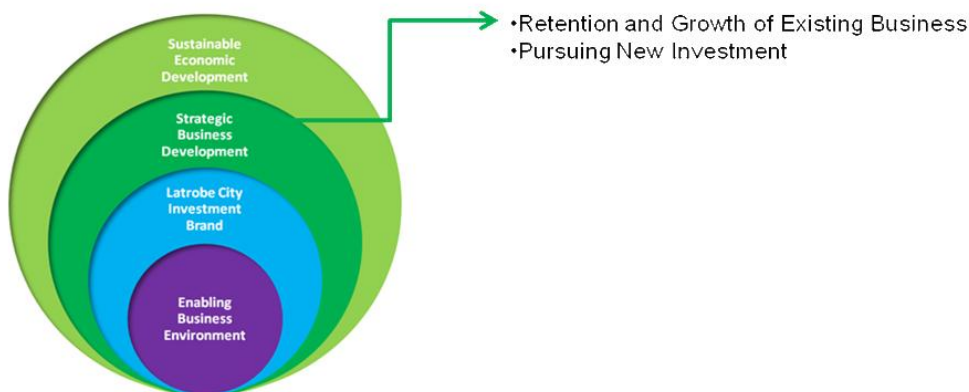 Sustainable
Economic
Development
Strategic
Business
Development
Latrobe City
Investment
Brand
Enabling
Business
Environment
•Retention and Growth of Existing Business
•Pursuing New Investment